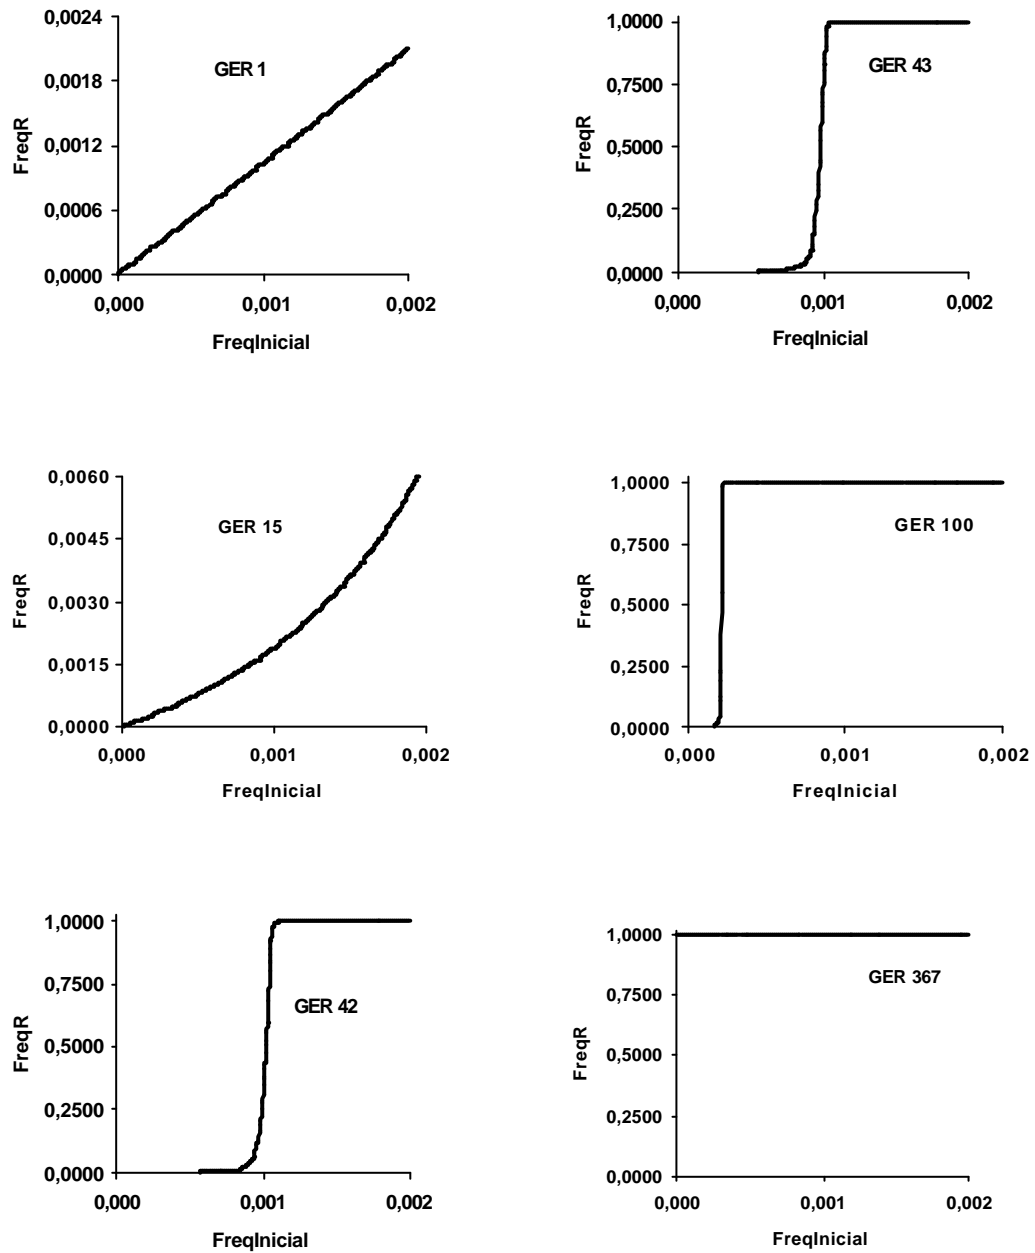 0,0024
GER 1
0,0018
0,0012
0,0006
0,0000
FreqR
0,000 0,001 0,002
FreqInicial
1,0000
GER 43
0,7500
0,5000
0,2500
0,0000
FreqR
0,000 0,001 0,002
FreqInicial
0,0060
GER 15
0,0045
0,0030
0,0015
0,0000
FreqR
0,000 0,001 0,002
FreqInicial
1,0000
GER 100
0,7500
0,5000
0,2500
0,0000
FreqR
0,000 0,001 0,002
FreqInicial
1,0000
0,7500
GER 42
0,5000
0,2500
0,0000
FreqR
0,000 0,001 0,002
FreqInicial
1,0000
GER 367
0,7500
0,5000
0,2500
0,0000
FreqR
0,000 0,001 0,002
FreqInicial